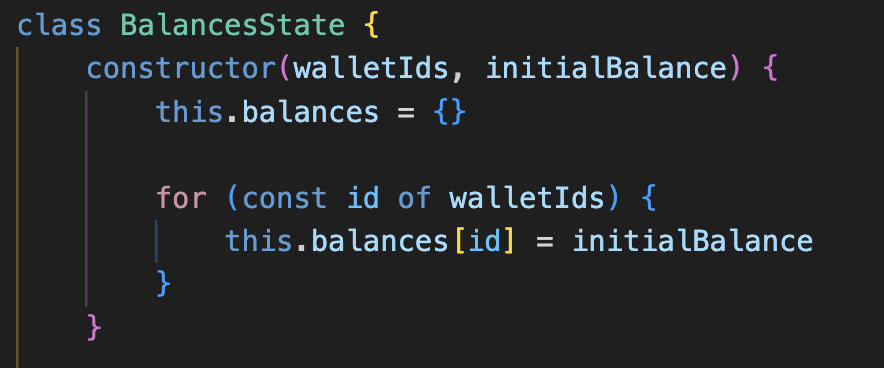 class BalancesState {
    constructor(walletIds, initialBalance) {
        this.balances = {}

        for (const id of walletIds) {
            this.balances[id] = initialBalance
        }
    }